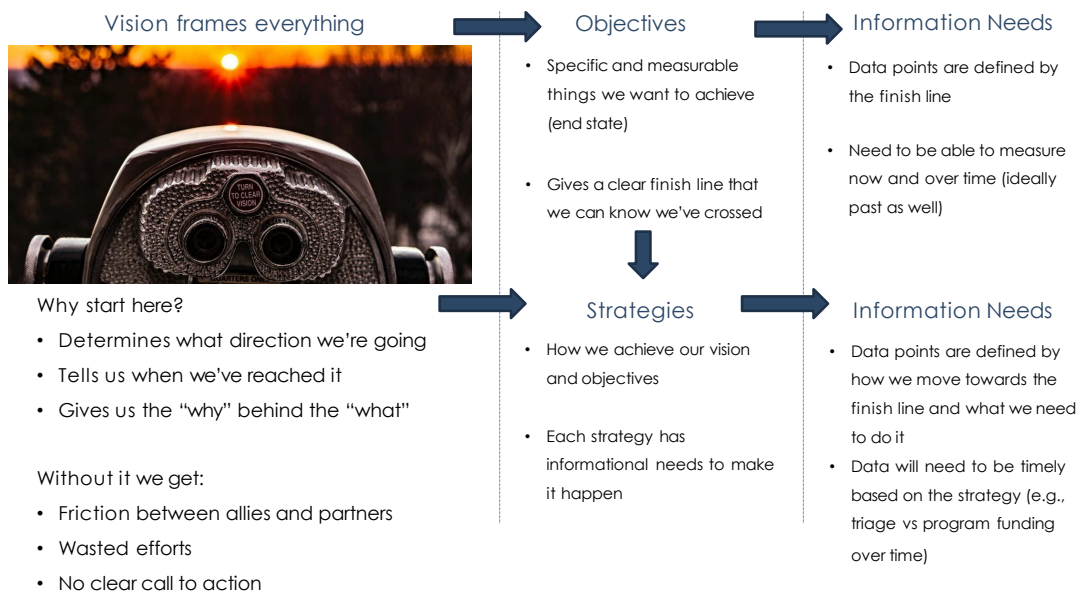 Vision frames everything
TURN
TO CLEAR
VISION
Why start here?
• Determines what direction we're going
• Tells us when we've reached it
• Gives us the “why” behind the “what”
Without it we get:
• Friction between allies and partners
• Wasted efforts
• No clear call to action
Objectives
• Specific and measurable
things we want to achieve
(end state)
• Gives a clear finish line that
we can know we've crossed
Strategies
• How we achieve our vision
and objectives
• Each strategy has
informational needs to make
it happen
Information Needs
• Data points are defined by
the finish line
• Need to be able to measure
now and over time (ideally
past as well)
Information Needs
• Data points are defined by
how we move towards the
finish line and what we need
to do it
• Data will need to be timely
based on the strategy (e.g.,
triage vs program funding
over time)